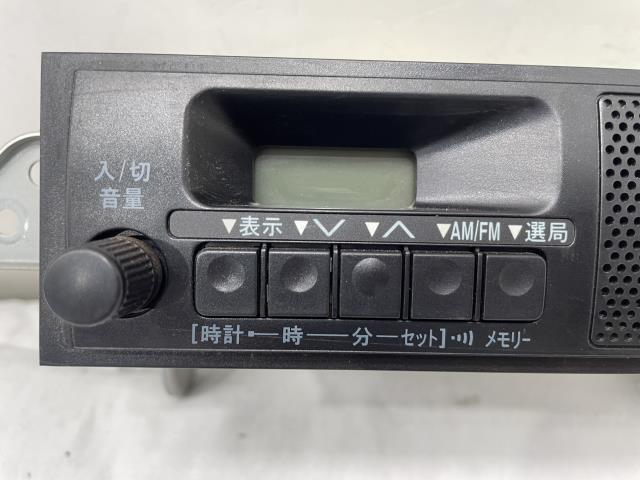 入/切
音量
▼表示 ▼﹀ ▼︿ ▼AM/FM ▼選局
[時計・―時――分―セット]・))) メモリー